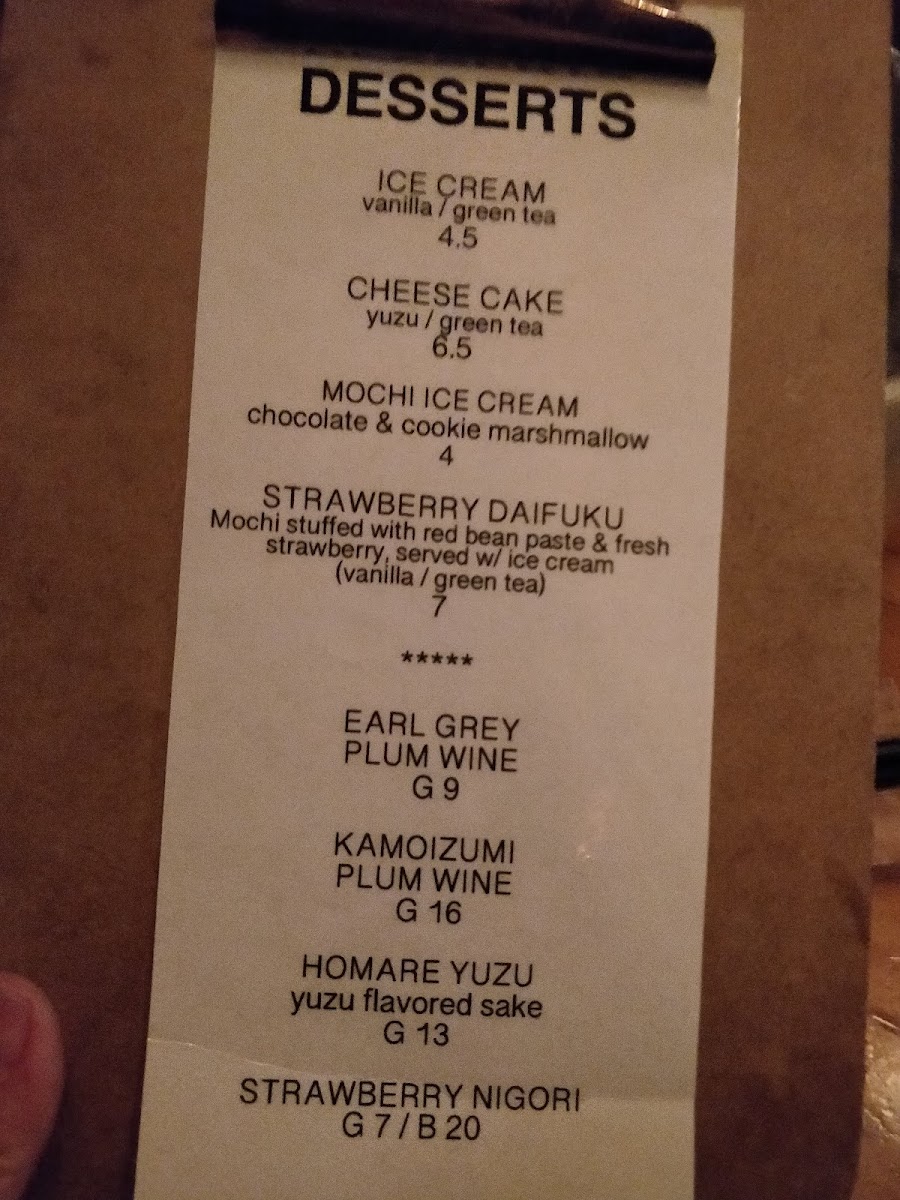 DESSERTS
ICE CREAM
vanilla / green tea
4.5
CHEESE CAKE
yuzu / green tea
6.5
MOCHI ICE CREAM
chocolate & cookie marshmallow
4
STRAWBERRY DAIFUKU
Mochi stuffed with red bean paste & fresh
strawberry, served w/ ice cream
(vanilla / green tea)
7
*****
EARL GREY
PLUM WINE
G 9
KAMOIZUMI
PLUM WINE
G 16
HOMARE YUZU
yuzu flavored sake
G 13
STRAWBERRY NIGORI
G 7 / B 20